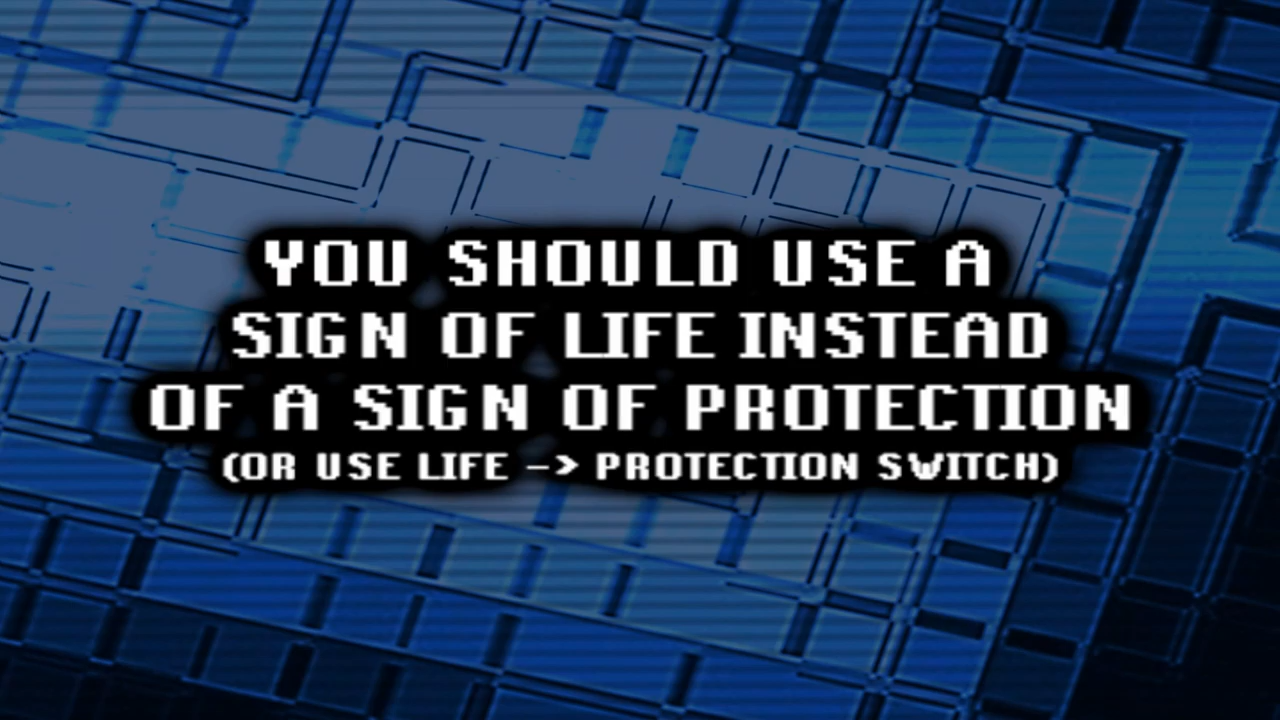 YOU SHOULD USE A
SIGN OF LIFE INSTEAD
OF A SIGN OF PROTECTION
(OR USE LIFE -> PROTECTION SWITCH)